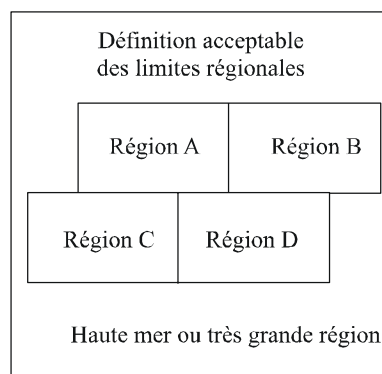 Définition acceptable
des limites régionales
Région A
Région B
Région C
Région D
Haute mer ou très grande région